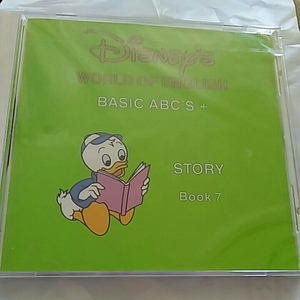 Disney's
WORLD OF ENGLISH
BASIC ABC'S +
STORY
Book 7